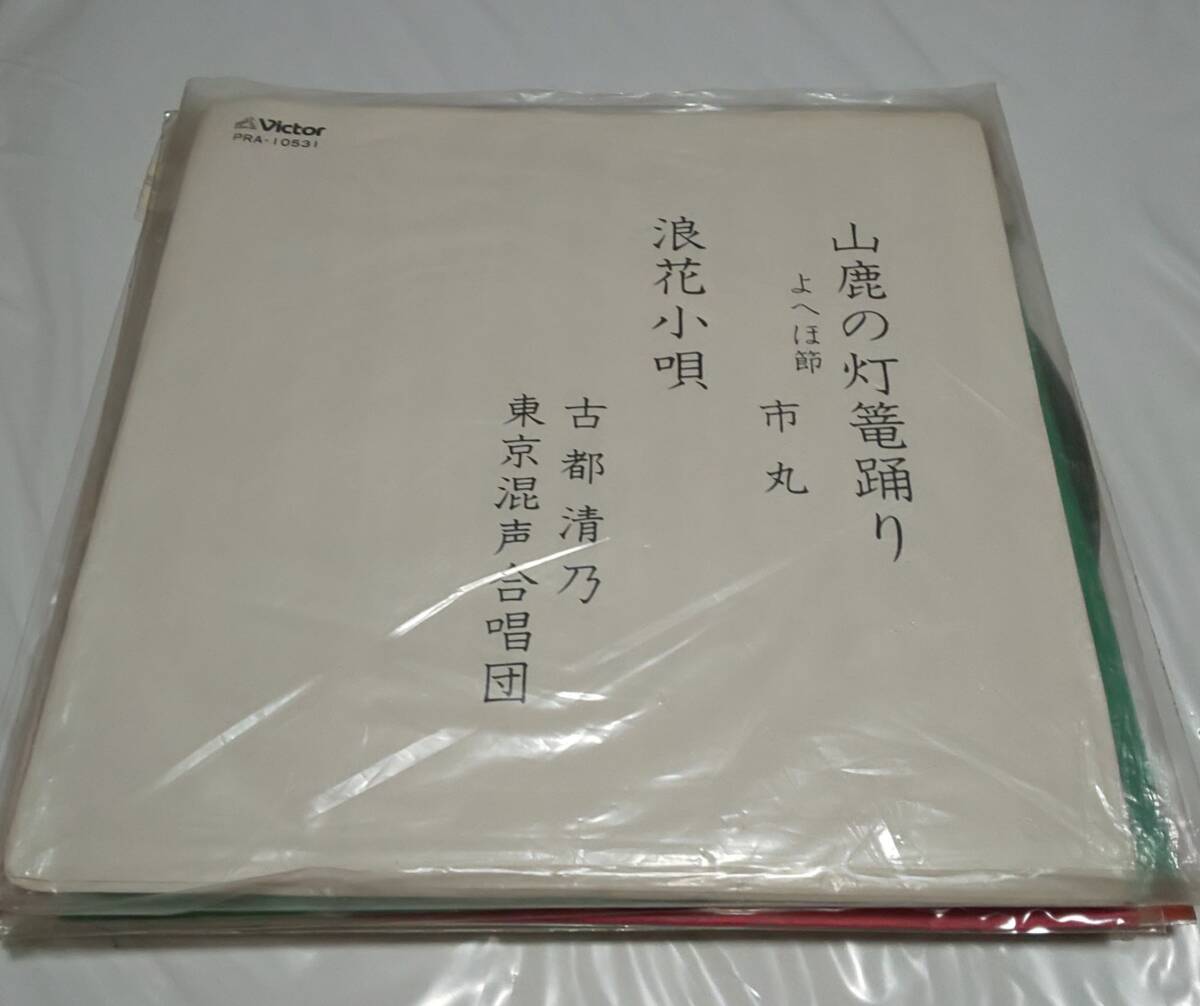 Victor
PRA-10531
山鹿の灯篭踊り
よへほ節
市丸
浪花小唄
古都清乃
東京混声合唱団